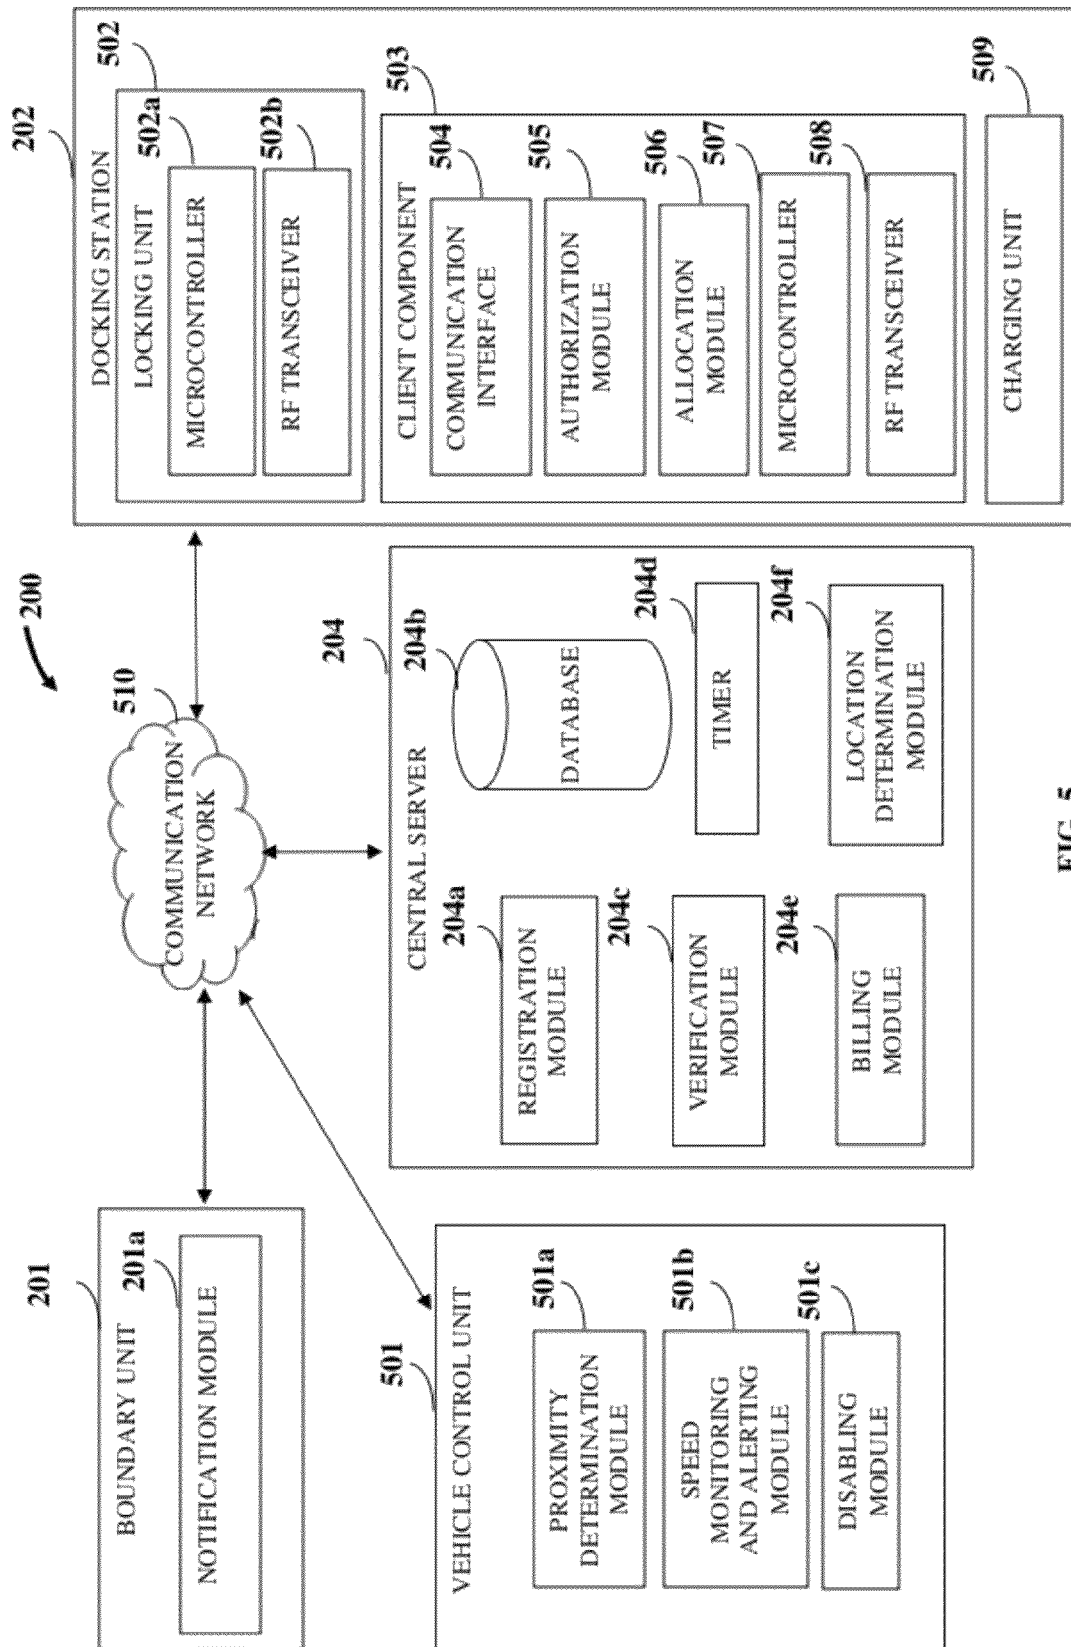 200
201
BOUNDARY UNIT
201a
NOTIFICATION MODULE
501
VEHICLE CONTROL UNIT
501a
PROXIMITY
DETERMINATION
MODULE
501b
SPEED
MONITORING
AND ALERTING
MODULE
501c
DISABLING
MODULE
510
COMMUNICATION
NETWORK
204
CENTRAL SERVER
204a
REGISTRATION
MODULE
204b
DATABASE
204c
VERIFICATION
MODULE
204d
TIMER
204e
BILLING
MODULE
204f
LOCATION
DETERMINATION
MODULE
202
DOCKING STATION
502
LOCKING UNIT
502a
MICROCONTROLLER
502b
RF TRANSCEIVER
503
CLIENT COMPONENT
504
COMMUNICATION
INTERFACE
505
AUTHORIZATION
MODULE
506
ALLOCATION
MODULE
507
MICROCONTROLLER
508
RF TRANSCEIVER
509
CHARGING UNIT
FIG. 5